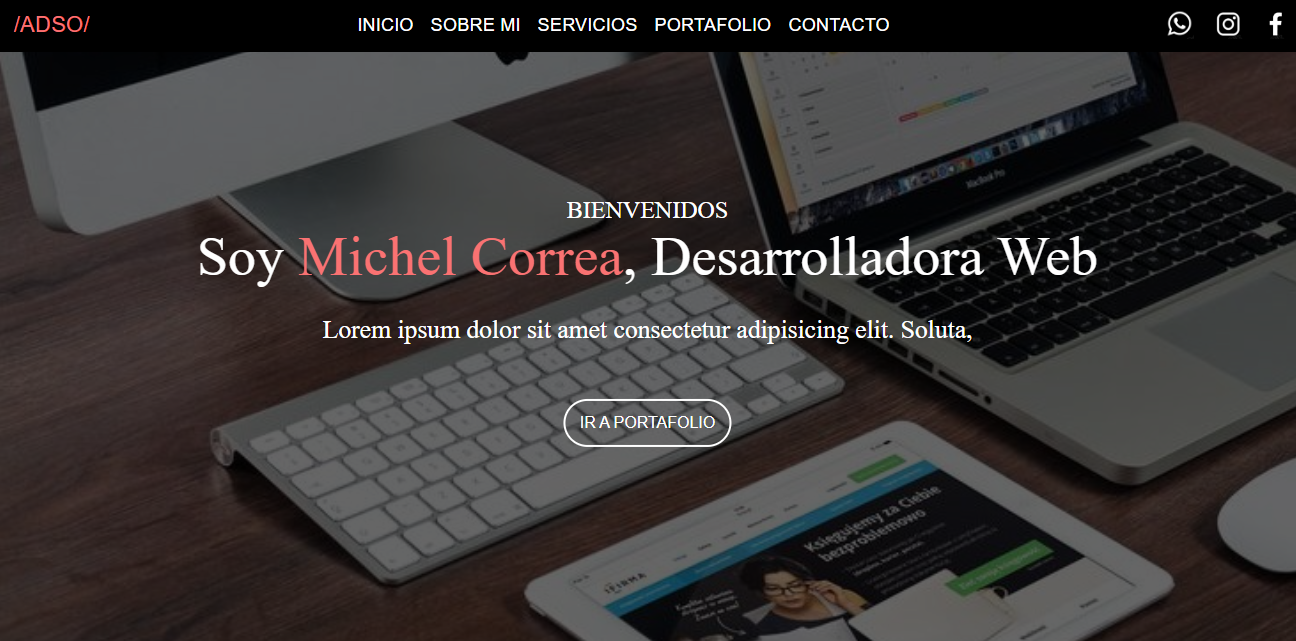 /ADSO/
INICIO SOBRE MI SERVICIOS PORTAFOLIO CONTACTO
BIENVENIDOS
Soy Michel Correa, Desarrolladora Web
Lorem ipsum dolor sit amet consectetur adipisicing elit. Soluta,
IR A PORTAFOLIO
MacBook Pro
Księgujemy za Ciebie
bezproblemowo
IFIRMA